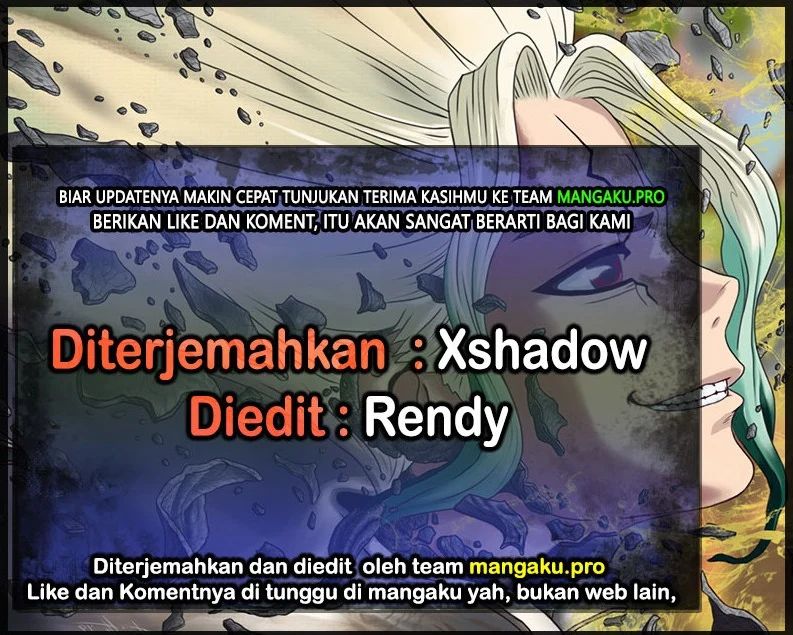 BIAR UPDATENYA MAKIN CEPAT TUNJUKAN TERIMA KASIHMU KE TEAM MANGAKU.PRO
BERIKAN LIKE DAN KOMENT, ITU AKAN SANGAT BERARTI BAGI KAMI
Diterjemahkan : Xshadow
Diedit : Rendy
Diterjemahkan dan diedit oleh team mangaku.pro
Like dan Komentnya di tunggu di mangaku yah, bukan web lain,